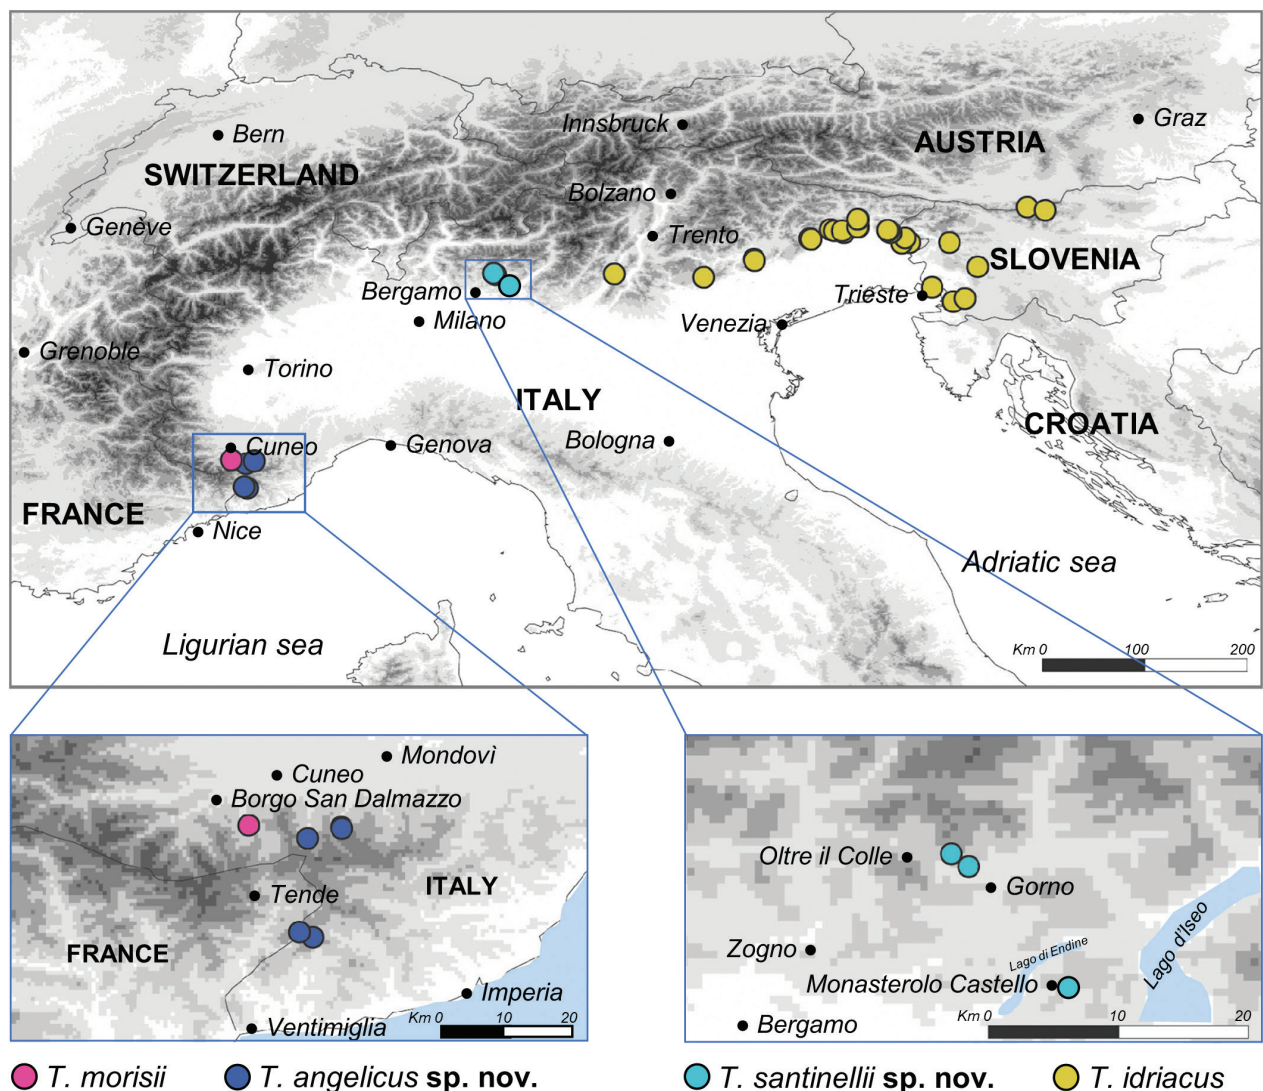 Bern
SWITZERLAND
Genève
Innsbruck
AUSTRIA
Graz
Bolzano
Trento
SLOVENIA
Bergamo
Milano
Trieste
Venezia
Grenoble
Torino
ITALY
CROATIA
Cuneo
Genova
Bologna
FRANCE
Nice
Adriatic sea
Ligurian sea
Km 0 100 200
Mondovì
Cuneo
Borgo San Dalmazzo
Tende
ITALY
FRANCE
Imperia
Ventimiglia
Km 0 10 20
Oltre il Colle
Gorno
Zogno
Lago di Endine
Lago d'Iseo
Monasterolo Castello
Bergamo
Km 0 10 20
T. morisii T. angelicus sp. nov. T. santinellii sp. nov. T. idriacus